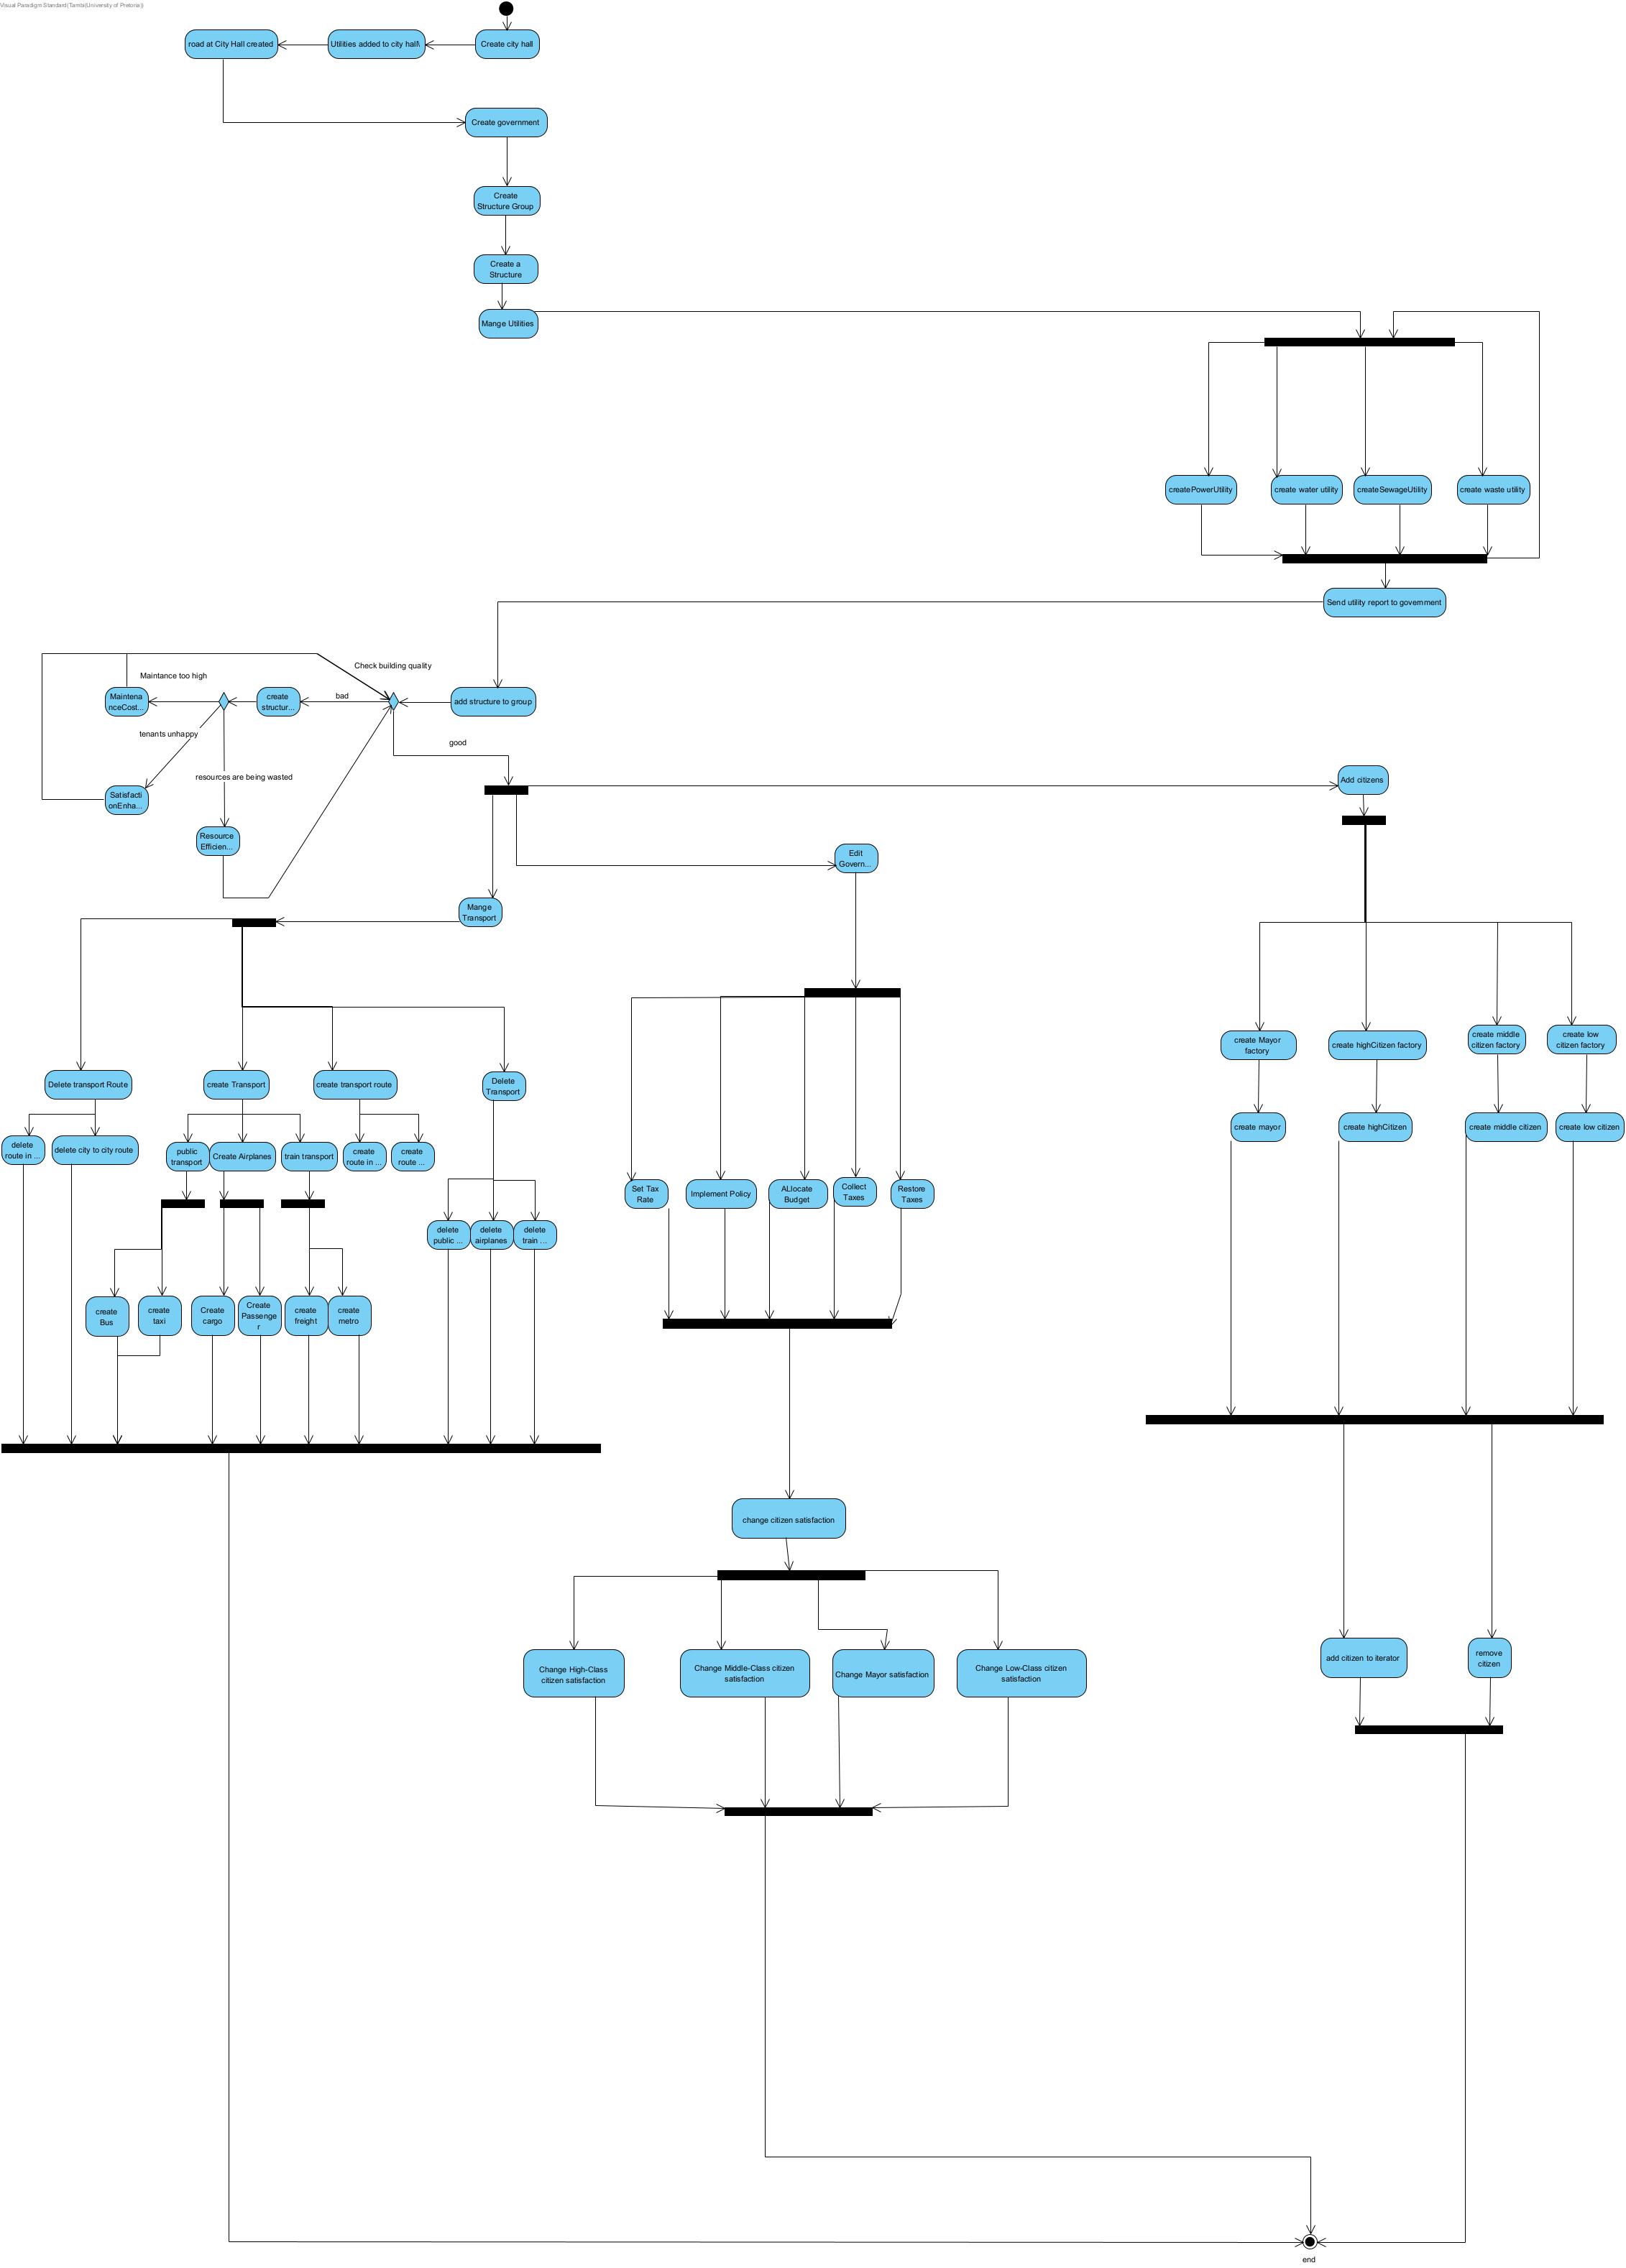 Visual Paradigm Standard(Tambi(University of Pretoria))
road at City Hall created
Utilities added to city hall\
Create city hall
Create government
Create
Structure Group
Create a
Structure
Mange Utilities
createPowerUtility
create water utility
createSewageUtility
create waste utility
Send utility report to government
Check building quality
Maintance too high
Maintena
nceCost...
create
structur...
bad
add structure to group
tenants unhappy
good
resources are being wasted
Satisfacti
onEnha...
Add citizens
Resource
Efficien...
Edit
Govern...
Mange
Transport
create Mayor
factory
create highCitizen factory
create middle
citizen factory
create low
citizen factory
Delete transport Route
create Transport
create transport route
Delete
Transport
create mayor
create highCitizen
create middle citizen
create low citizen
delete
route in ...
delete city to city route
public
transport
Create Airplanes
train transport
create
route in ...
create
route ...
Set Tax
Rate
Implement Policy
ALlocate
Budget
Collect
Taxes
Restore
Taxes
delete
public ...
delete
airplanes
delete
train ...
create
Bus
create
taxi
Create
cargo
Create
Passenge
r
create
freight
create
metro
change citizen satisfaction
Change High-Class
citizen satisfaction
Change Middle-Class citizen
satisfaction
Change Mayor satisfaction
Change Low-Class citizen
satisfaction
add citizen to iterator
remove
citizen
end